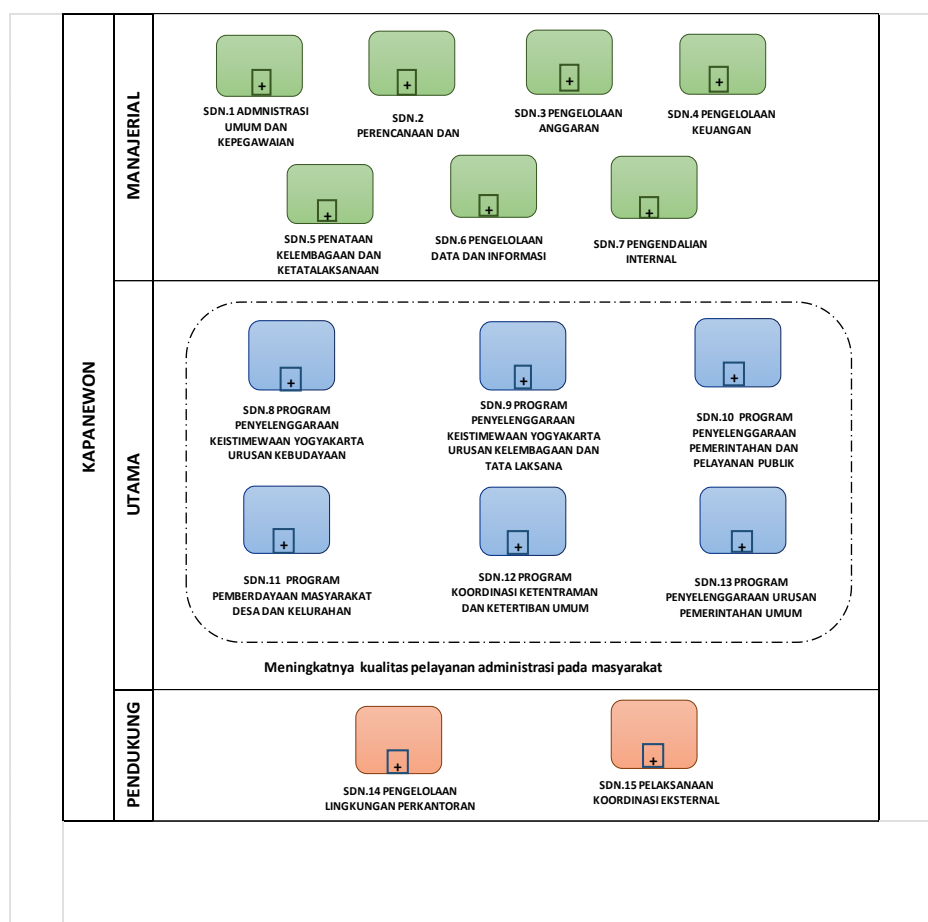 KAPANEWON
MANAJERIAL
+
+
+
+
SDN.1 ADMNISTRASI
UMUM DAN
KEPEGAWAIAN
SDN.2
PERENCANAAN DAN
SDN.3 PENGELOLAAN
ANGGARAN
SDN.4 PENGELOLAAN
KEUANGAN
+
+
+
SDN.5 PENATAAN
KELEMBAGAAN DAN
KETATALAKSANAAN
SDN.6 PENGELOLAAN
DATA DAN INFORMASI
SDN.7 PENGENDALIAN
INTERNAL
UTAMA
+
+
+
SDN.8 PROGRAM
PENYELENGGARAAN
KEISTIMEWAAN YOGYAKARTA
URUSAN KEBUDAYAAN
SDN.9 PROGRAM
PENYELENGGARAAN
KEISTIMEWAAN YOGYAKARTA
URUSAN KELEMBAGAAN DAN
TATA LAKSANA
SDN.10 PROGRAM
PENYELENGGARAAN
PEMERINTAHAN DAN
PELAYANAN PUBLIK
+
+
+
SDN.11 PROGRAM
PEMBERDAYAAN MASYARAKAT
DESA DAN KELURAHAN
SDN.12 PROGRAM
KOORDINASI KETENTRAMAN
DAN KETERTIBAN UMUM
SDN.13 PROGRAM
PENYELENGGARAAN URUSAN
PEMERINTAHAN UMUM
Meningkatnya kualitas pelayanan administrasi pada masyarakat
PENDUKUNG
+
+
SDN.14 PENGELOLAAN
LINGKUNGAN PERKANTORAN
SDN.15 PELAKSANAAN
KOORDINASI EKSTERNAL